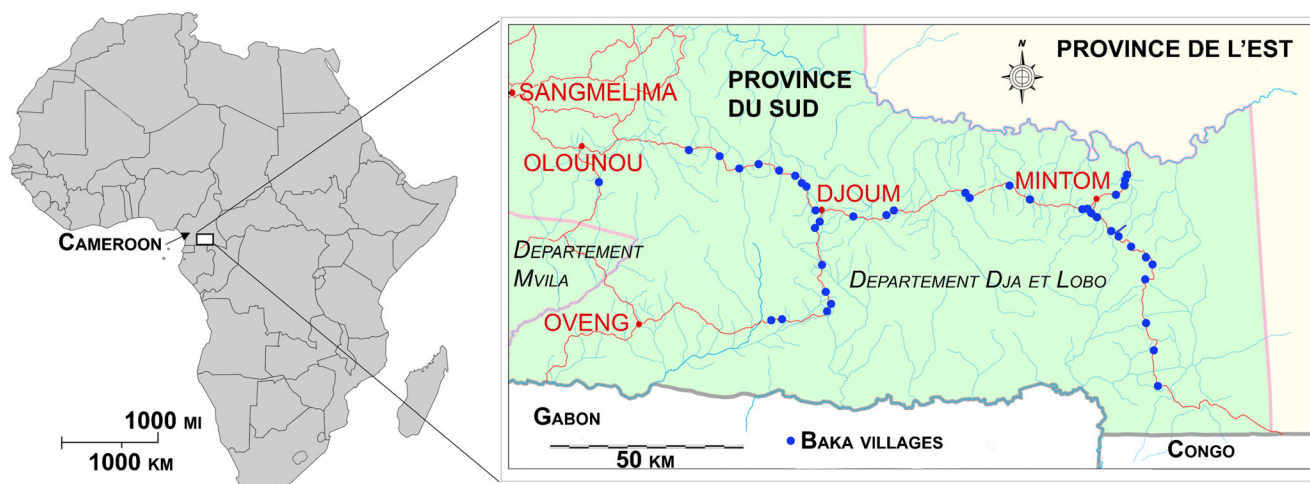 CAMEROON
1000 MI
1000 KM
N
PROVINCE DE L'EST
PROVINCE
DU SUD
SANGMELIMA
OLOUNOU
DJOUM
MINTOM
DEPARTEMENT
MVILA
DEPARTEMENT DJA ET LOBO
OVENG
GABON
50 KM
BAKA VILLAGES
CONGO